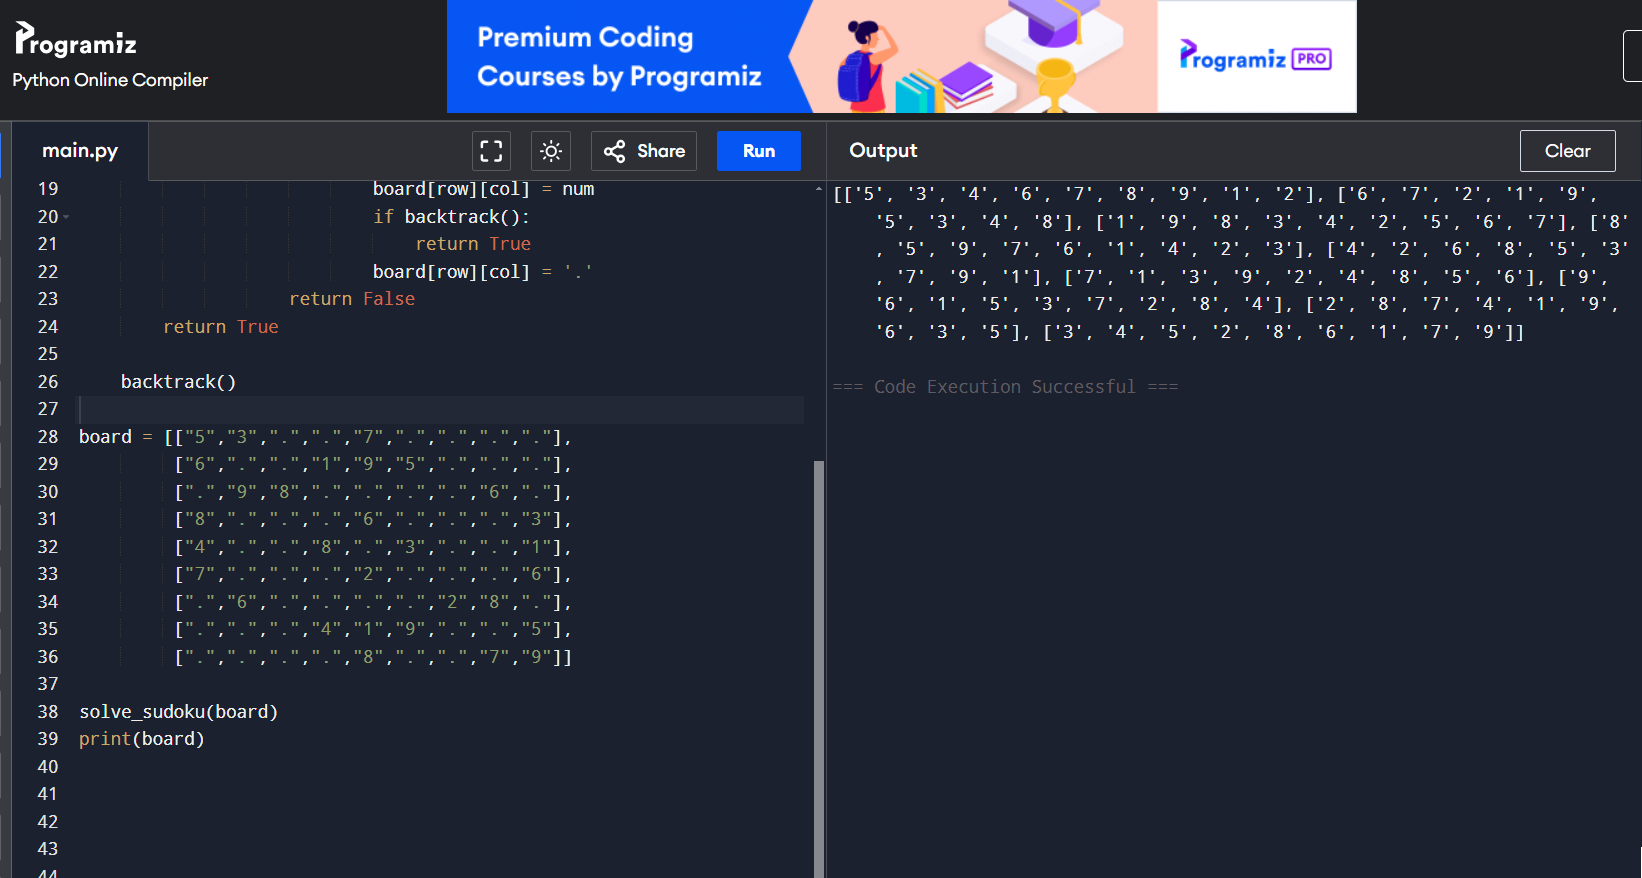 Programiz
Python Online Compiler
Premium Coding
Courses by Programiz
Programiz PRO
main.py
Share
Run
Output
Clear
19 board[row][col] = num
20 if backtrack():
21 return True
22 board[row][col] = '.'
23 return False
24 return True
25
26 backtrack()
27
28 board = [["5","3",".",".","7",".",".",".","."],
29 ["6",".",".","1","9","5",".",".","."],
30 [".","9","8",".",".",".",".","6","."],
31 ["8",".",".",".","6",".",".",".","3"],
32 ["4",".",".","8",".","3",".",".","1"],
33 ["7",".",".",".","2",".",".",".","6"],
34 [".","6",".",".",".",".","2","8","."],
35 [".",".",".","4","1","9",".",".","5"],
36 [".",".",".",".","8",".",".","7","9"]]
37
38 solve_sudoku(board)
39 print(board)
40
41
42
43
44
[['5', '3', '4', '6', '7', '8', '9', '1', '2'], ['6', '7', '2', '1', '9',
'5', '3', '4', '8'], ['1', '9', '8', '3', '4', '2', '5', '6', '7'], ['8'
, '5', '9', '7', '6', '1', '4', '2', '3'], ['4', '2', '6', '8', '5', '3'
, '7', '9', '1'], ['7', '1', '3', '9', '2', '4', '8', '5', '6'], ['9',
'6', '1', '5', '3', '7', '2', '8', '4'], ['2', '8', '7', '4', '1', '9',
'6', '3', '5'], ['3', '4', '5', '2', '8', '6', '1', '7', '9']]
=== Code Execution Successful ===